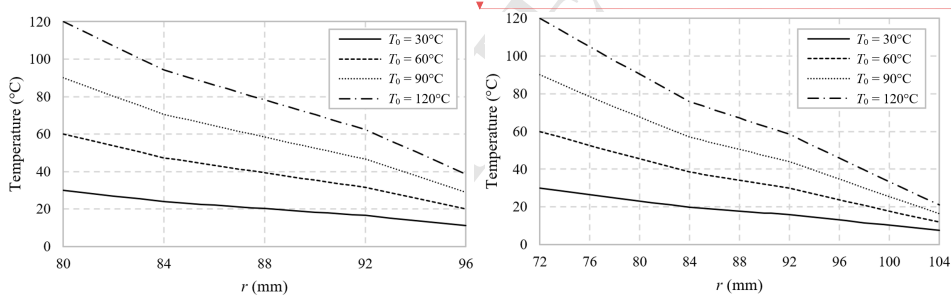 120
100
80
60
40
20
0
Temperature (°C)
T0 = 30°C
T0 = 60°C
T0 = 90°C
T0 = 120°C
80 84 88 92 96
r (mm)
120
100
80
60
40
20
0
Temperature (°C)
T0 = 30°C
T0 = 60°C
T0 = 90°C
T0 = 120°C
72 76 80 84 88 92 96 100 104
r (mm)